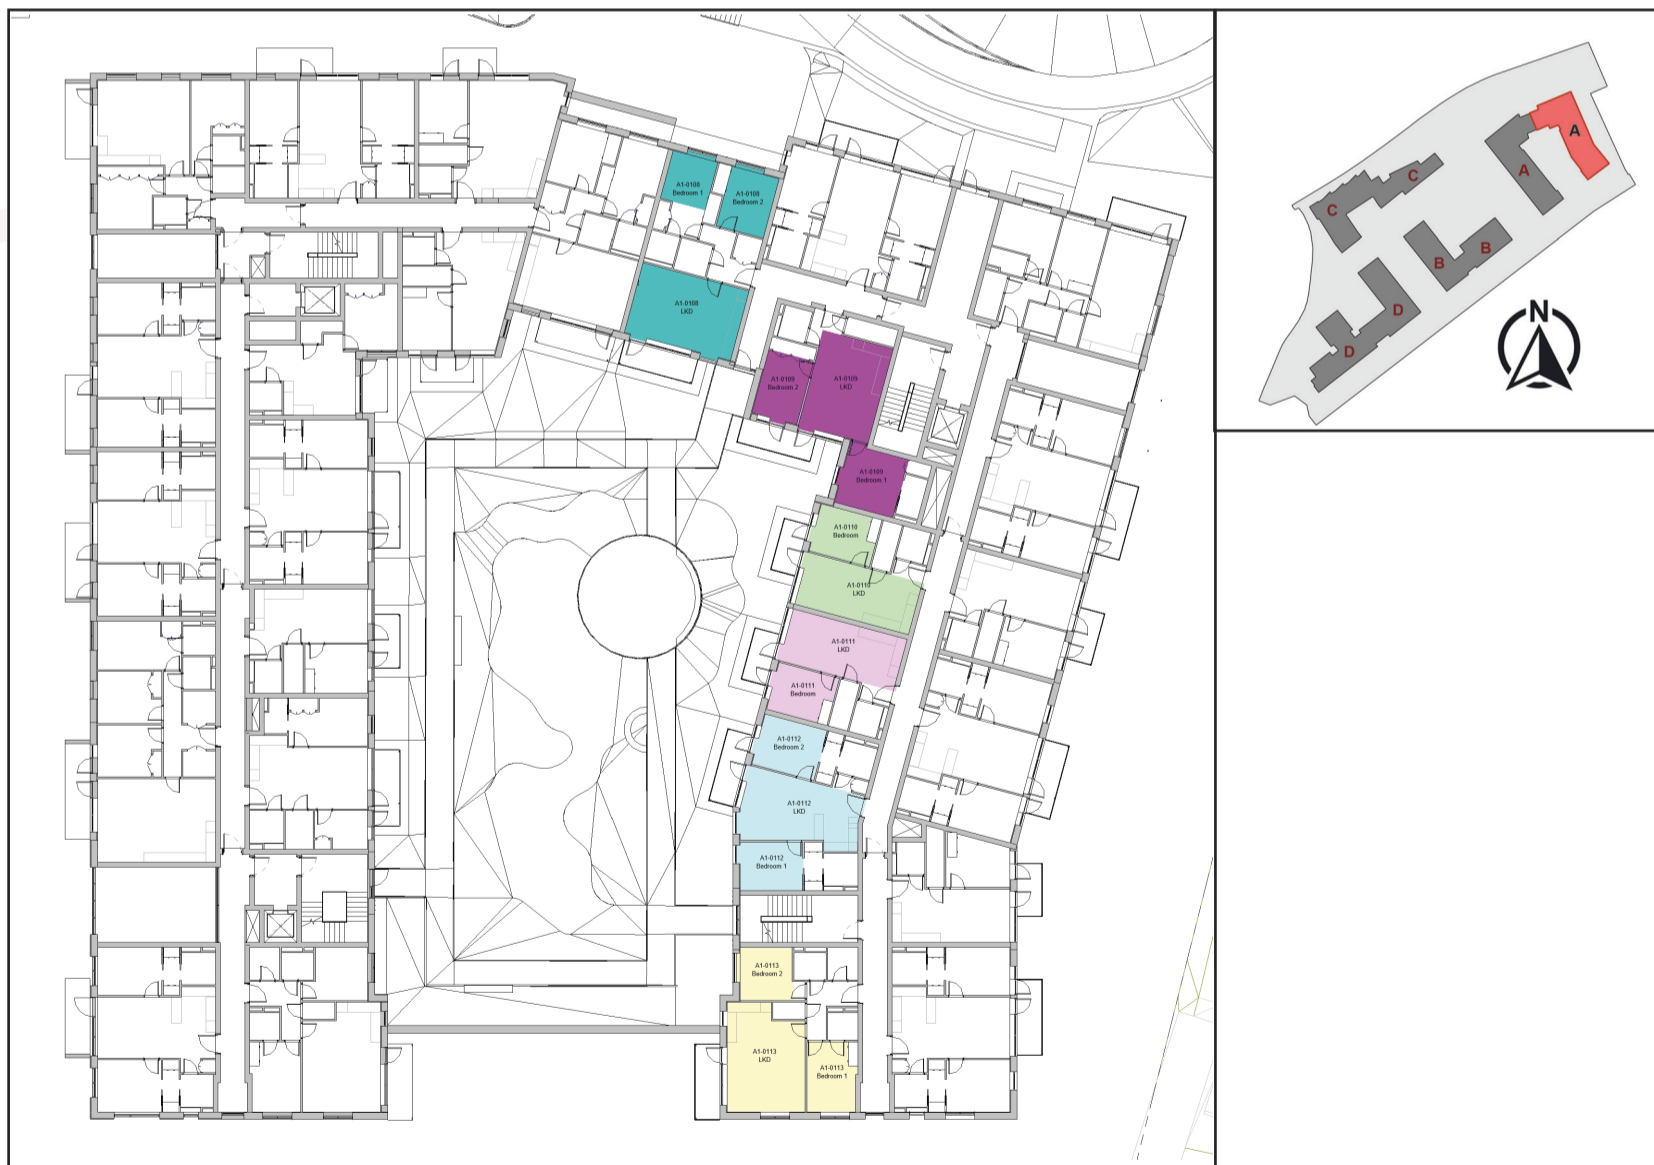 A1-0108
Bedroom 1
A1-0108
Bedroom 2
A1-0108
LKD
A1-0109
Bedroom 2
A1-0109
LKD
A1-0109
Bedroom 1
A1-0110
Bedroom
A1-0110
LKD
A1-0111
LKD
A1-0111
Bedroom
A1-0112
Bedroom 2
A1-0112
LKD
A1-0112
Bedroom 1
A1-0113
Bedroom 2
A1-0113
LKD
A1-0113
Bedroom 1
A
A
C
C
B
B
D
D
N